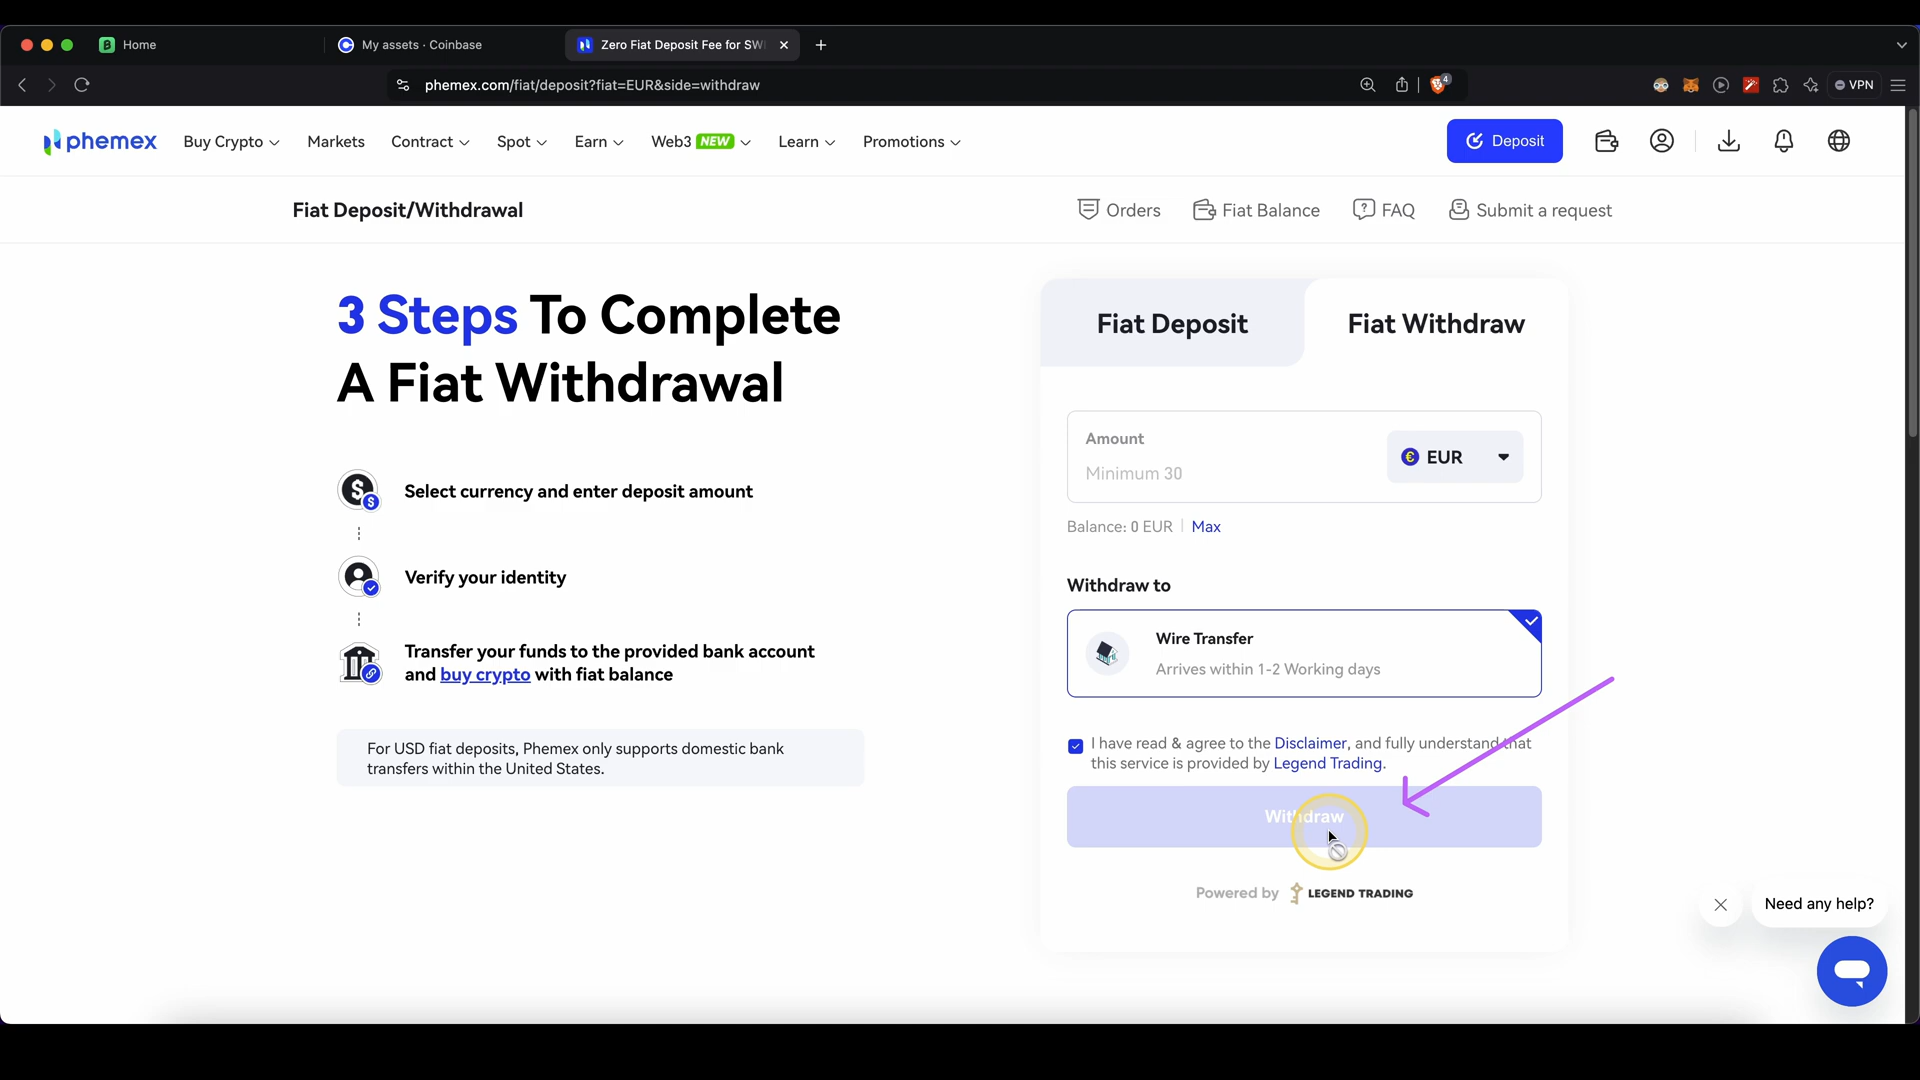 Home
My assets · Coinbase
Zero Fiat Deposit Fee for SWI
phemex.com/fiat/deposit?fiat=EUR&side=withdraw
4
VPN
phemex
Buy Crypto
Markets
Contract
Spot
Earn
Web3 NEW
Learn
Promotions
Deposit
Fiat Deposit/Withdrawal
Orders
Fiat Balance
FAQ
Submit a request
3 Steps To Complete
A Fiat Withdrawal
Select currency and enter deposit amount
Verify your identity
Transfer your funds to the provided bank account
and buy crypto with fiat balance
For USD fiat deposits, Phemex only supports domestic bank
transfers within the United States.
Fiat Deposit
Fiat Withdraw
Amount
Minimum 30
EUR
Balance: 0 EUR
Max
Withdraw to
Wire Transfer
Arrives within 1-2 Working days
I have read & agree to the Disclaimer, and fully understand that
this service is provided by Legend Trading.
Withdraw
Powered by LEGEND TRADING
Need any help?